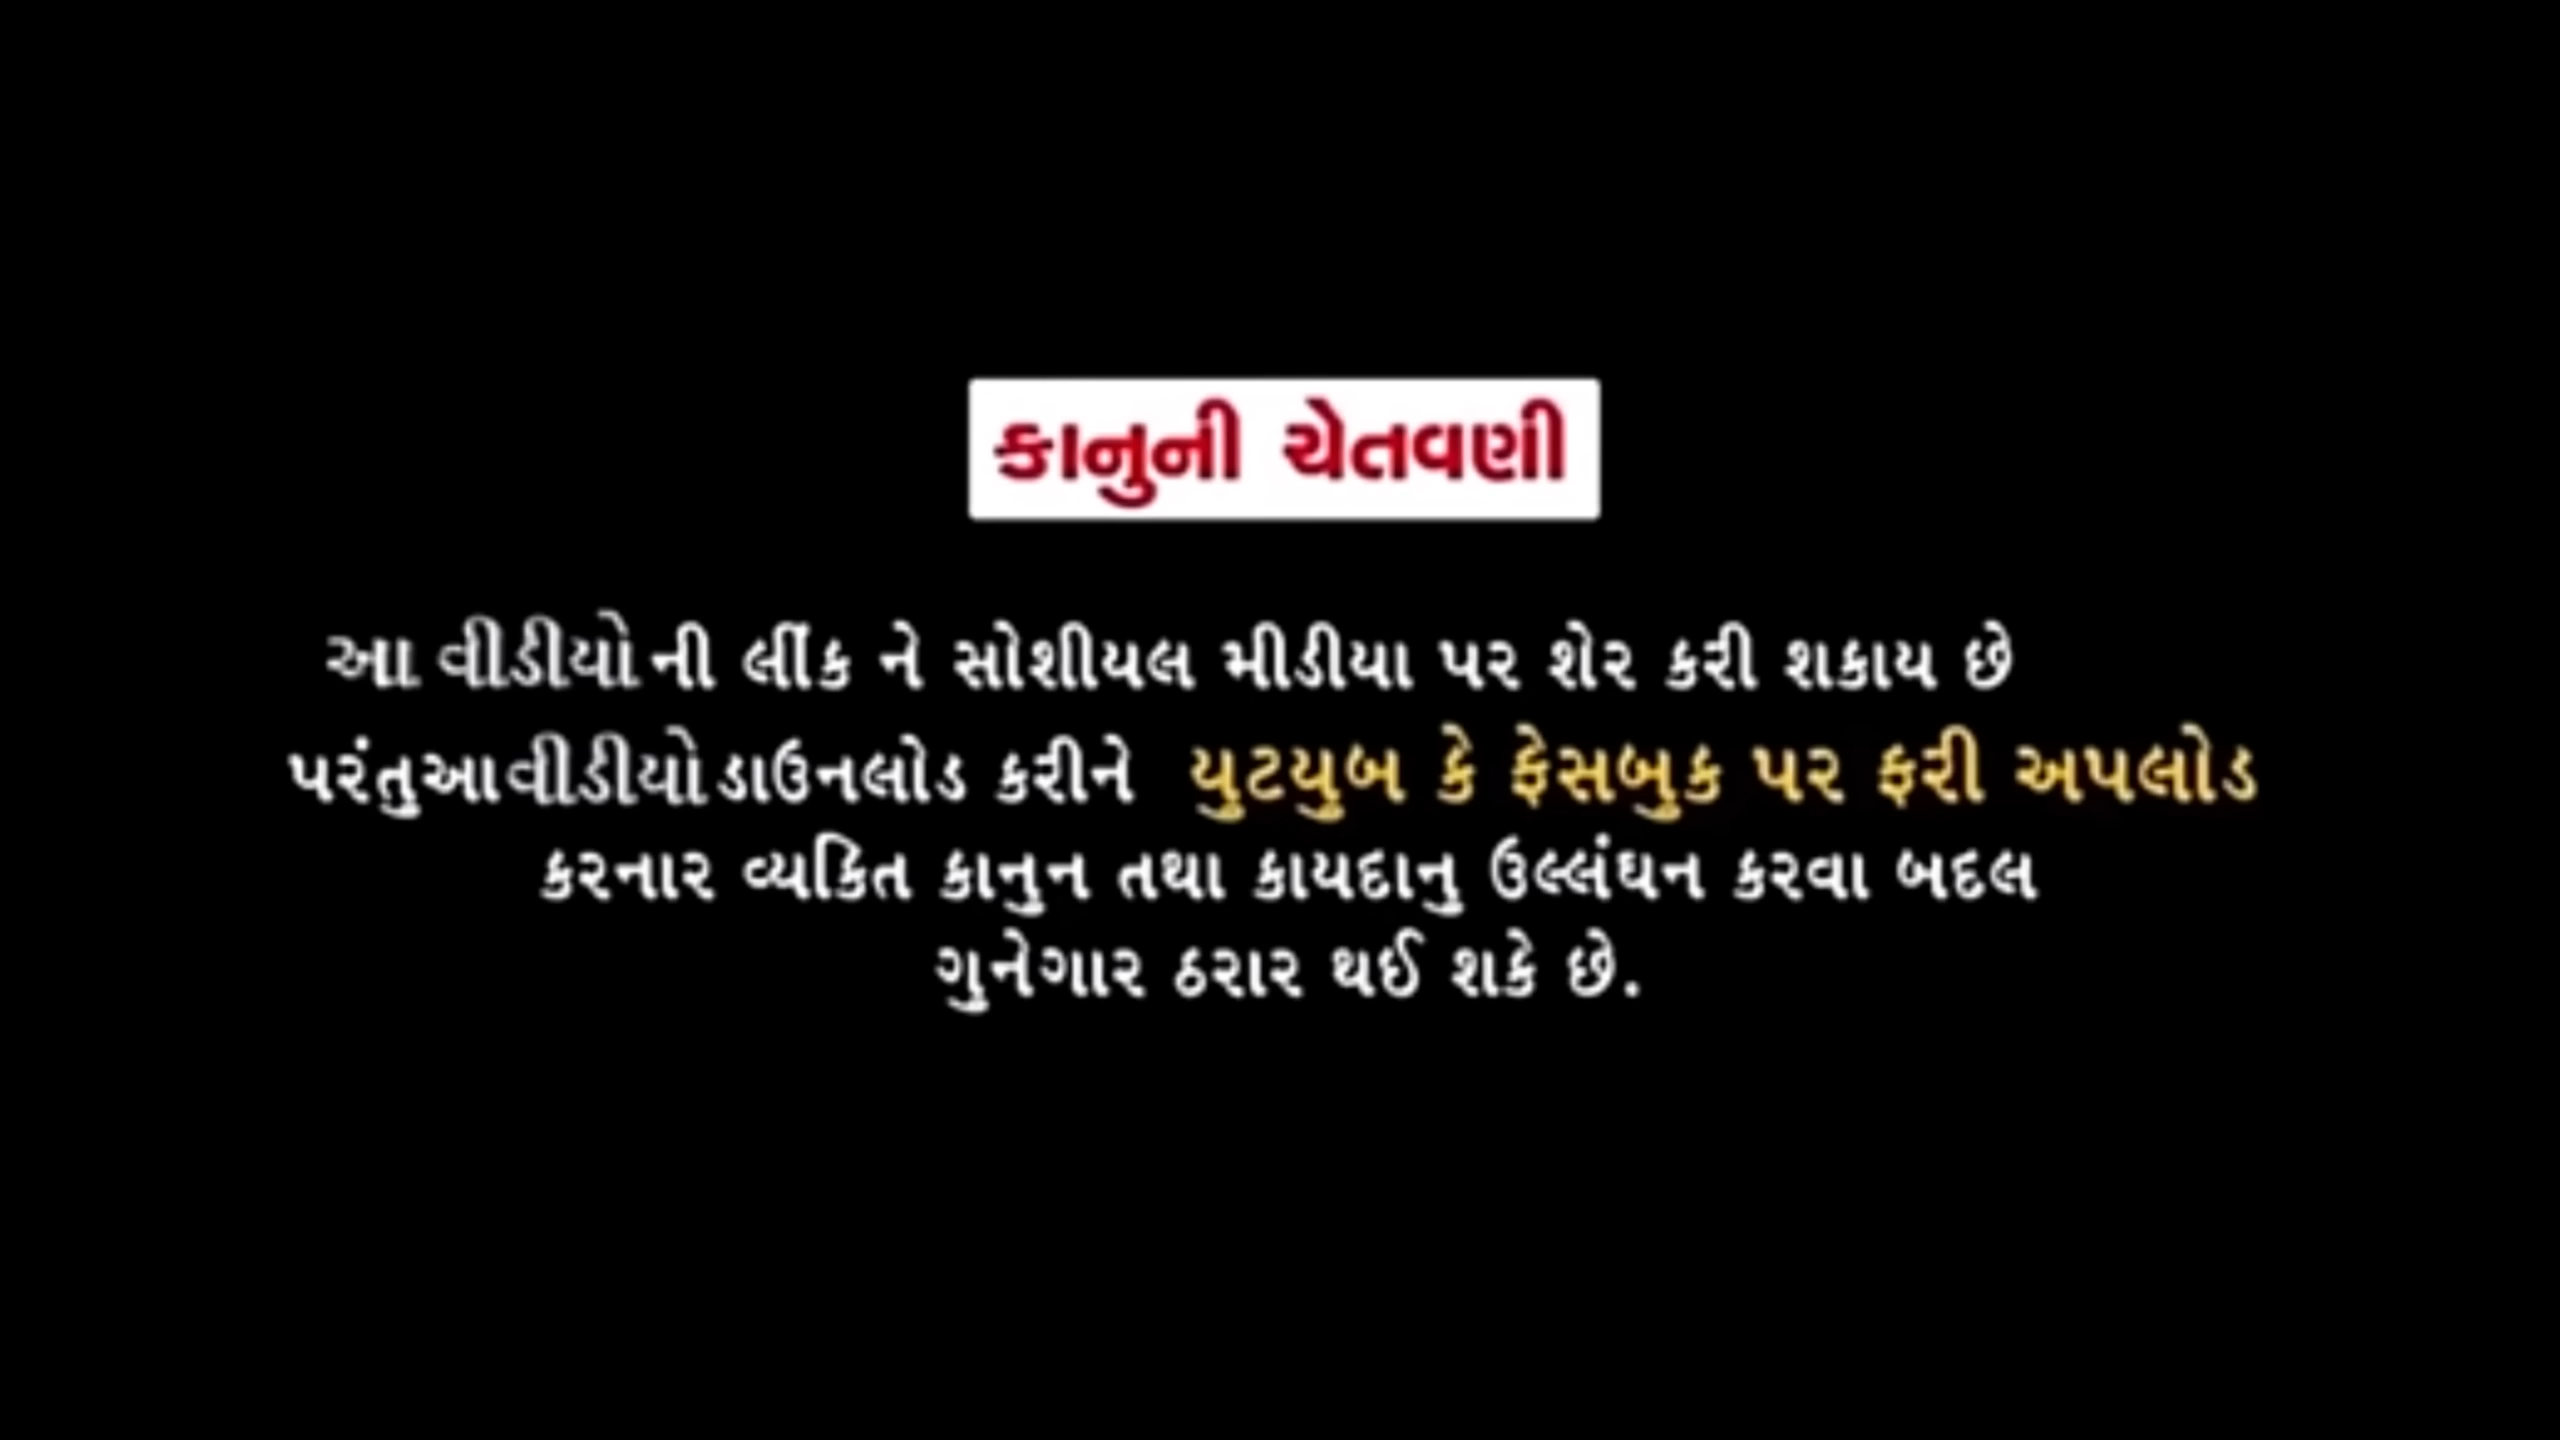 કાનુની ચેતવણી
આ વીડીયો ની લીંક ને સોશીયલ મીડીયા પર શેર કરી શકાય છે
પરંતુ આ વીડીયો ડાઉનલોડ કરીને યુટયુબ કે ફેસબુક પર ફરી અપલોડ
કરનાર વ્યકિત કાનુન તથા કાયદાનુ ઉલ્લંઘન કરવા બદલ
ગુનેગાર ઠરાર થઈ શકે છે.